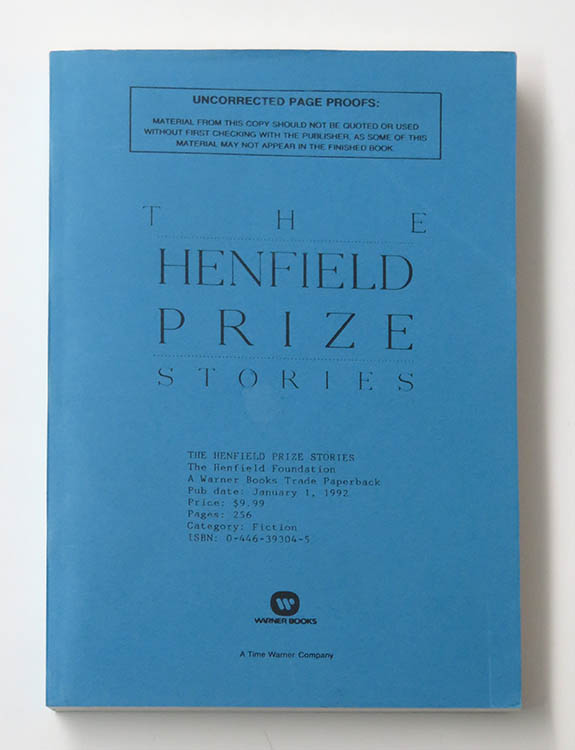 UNCORRECTED PAGE PROOFS:
MATERIAL FROM THIS COPY SHOULD NOT BE QUOTED OR USED
WITHOUT FIRST CHECKING WITH THE PUBLISHER, AS SOME OF THIS
MATERIAL MAY NOT APPEAR IN THE FINISHED BOOK
THE
HENFIELD
PRIZE
STORIES
THE HENFIELD PRIZE STORIES
The Henfield Foundation
A Warner Books Trade Paperback
Pub date: January 1, 1992
Price: $9.99
Pages: 256
Category: Fiction
ISBN: 0-446-39304-5
WARNER BOOKS
A Time Warner Company